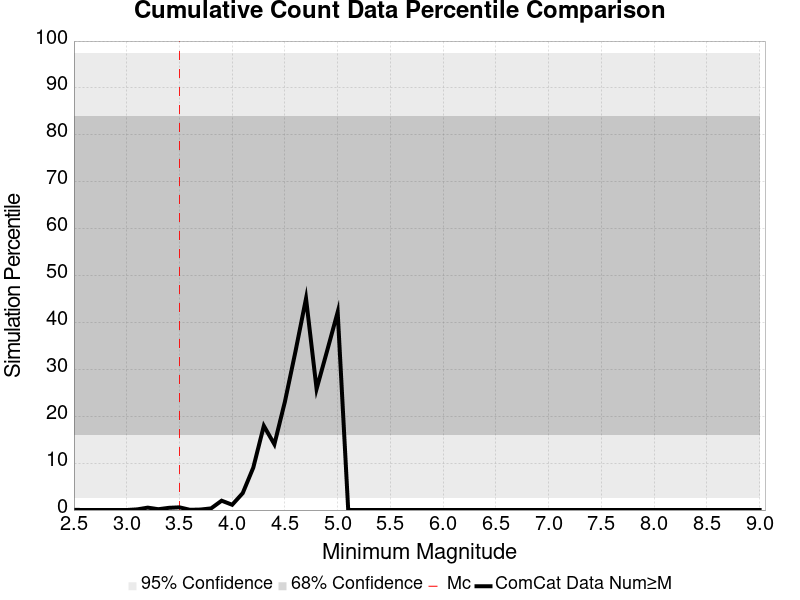 Cumulative Count Data Percentile Comparison
100
90
80
70
60
50
40
30
20
10
0
Simulation Percentile
2.5 3.0 3.5 4.0 4.5 5.0 5.5 6.0 6.5 7.0 7.5 8.0 8.5 9.0
Minimum Magnitude
95% Confidence 68% Confidence Mc ComCat Data Num≥M